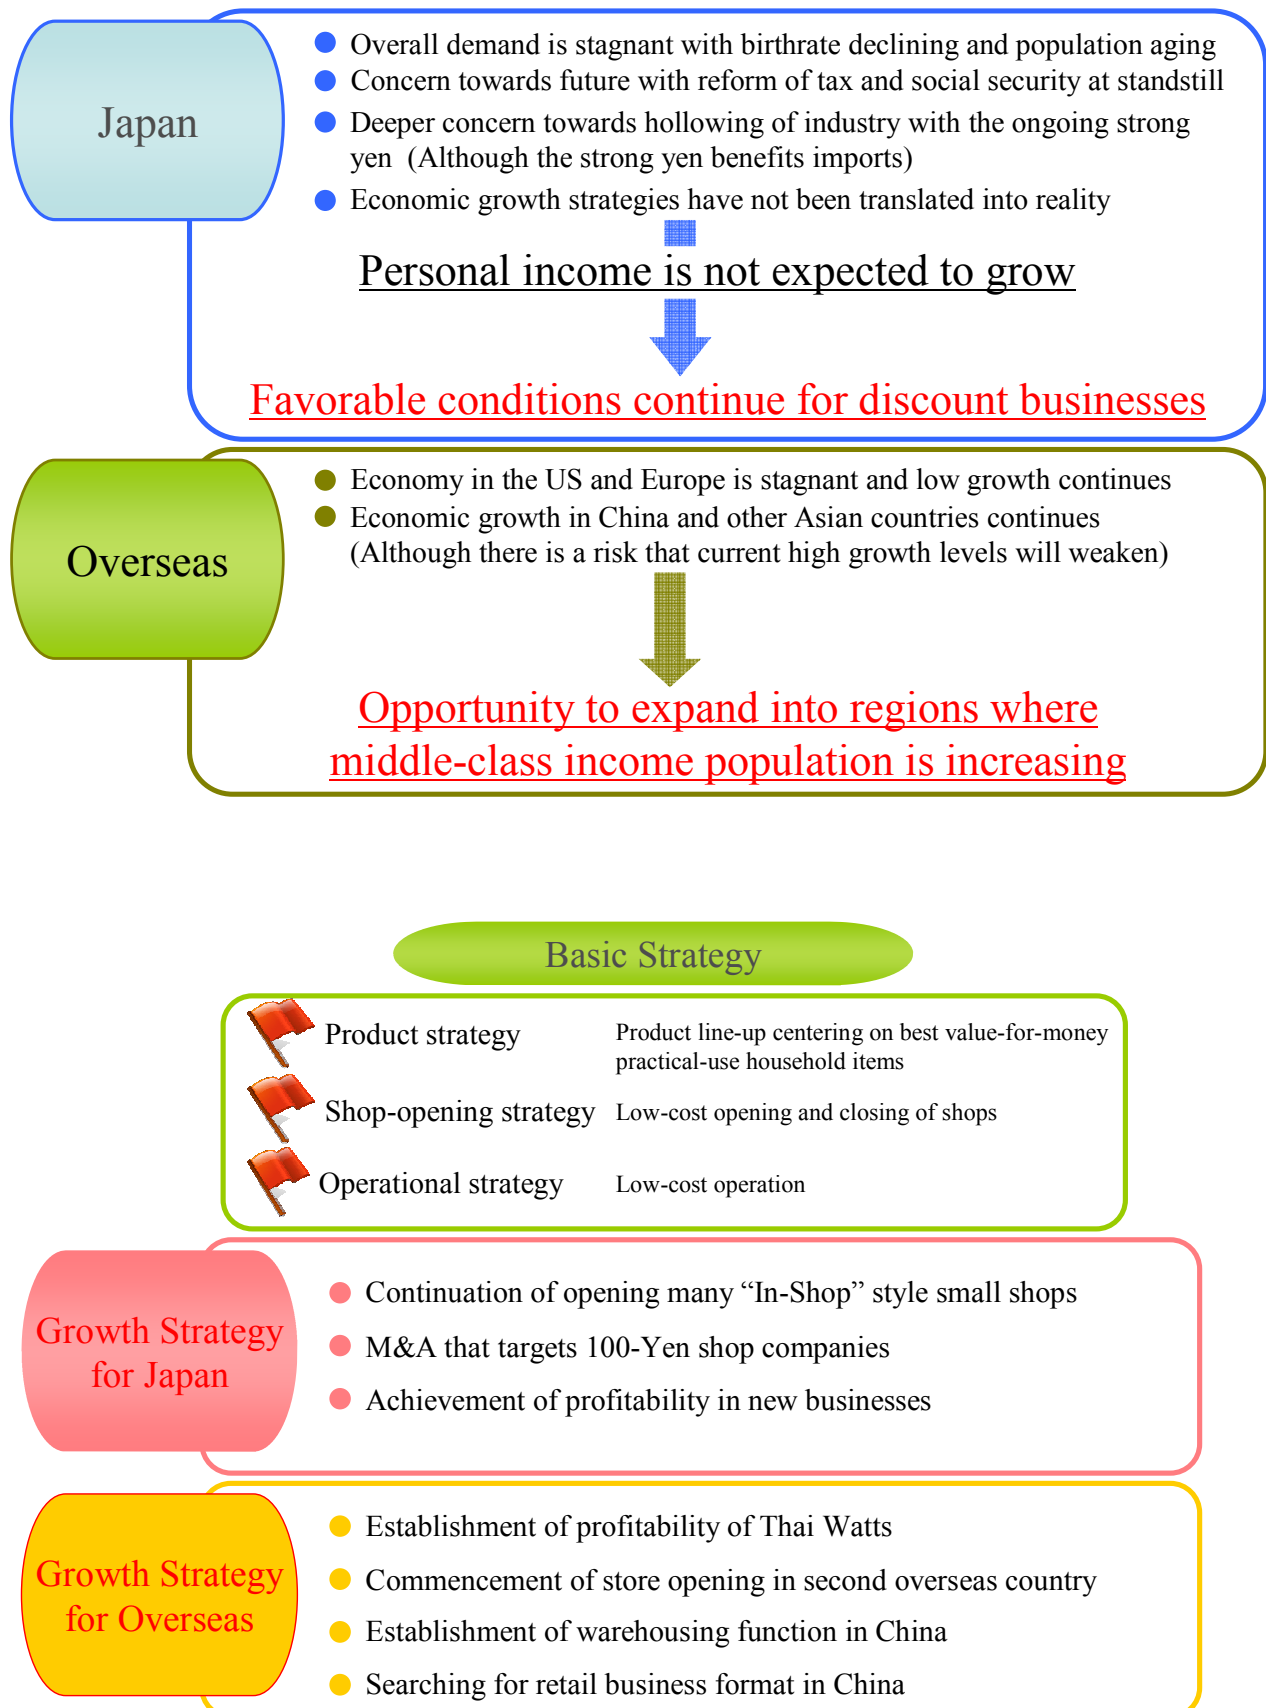 Japan
Overall demand is stagnant with birthrate declining and population aging
Concern towards future with reform of tax and social security at standstill
Deeper concern towards hollowing of industry with the ongoing strong
yen (Although the strong yen benefits imports)
Economic growth strategies have not been translated into reality
Personal income is not expected to grow
Favorable conditions continue for discount businesses
Overseas
Economy in the US and Europe is stagnant and low growth continues
Economic growth in China and other Asian countries continues
(Although there is a risk that current high growth levels will weaken)
Opportunity to expand into regions where
middle-class income population is increasing
Basic Strategy
Product strategy
Product line-up centering on best value-for-money
practical-use household items
Shop-opening strategy
Low-cost opening and closing of shops
Operational strategy
Low-cost operation
Growth Strategy
for Japan
Continuation of opening many “In-Shop” style small shops
M&A that targets 100-Yen shop companies
Achievement of profitability in new businesses
Growth Strategy
for Overseas
Establishment of profitability of Thai Watts
Commencement of store opening in second overseas country
Establishment of warehousing function in China
Searching for retail business format in China